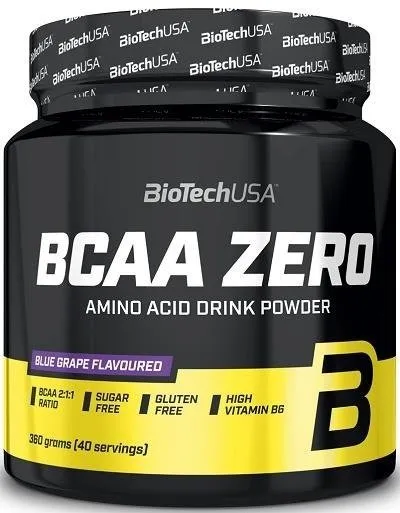 BioTechUSA
BioTechUSA
BCAA ZERO
AMINO ACID DRINK POWDER
BLUE GRAPE FLAVOURED
BCAA 2:1:1 RATIO
SUGAR FREE
GLUTEN FREE
HIGH VITAMIN B6
B
360 grams (40 servings)